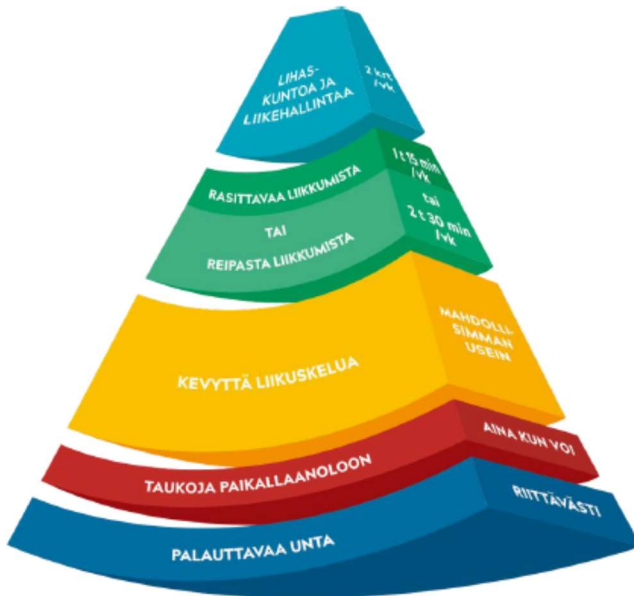 LIHAS-
KUNTOA JA
LIIKEHALLINTAA
2 krt
/vk
RASITTAVAA LIIKKUMISTA
1 t 15 min
/vk
TAI
REIPASTA LIIKKUMISTA
tai
2 t 30 min
/vk
KEVYTTÄ LIIKUSKELUA
MAHDOLLI-
SIMMAN
USEIN
TAUKOJA PAIKALLAANOLOON
AINA KUN VOI
PALAUTTAVAA UNTA
RIITTÄVÄSTI